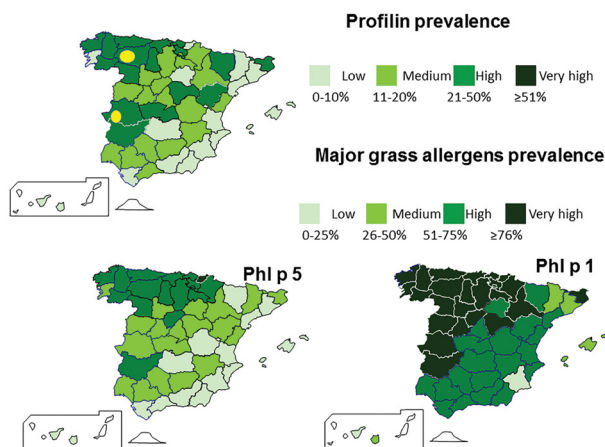 Profilin prevalence
Low Medium High Very high
0-10% 11-20% 21-50% ≥51%
Major grass allergens prevalence
Low Medium High Very high
0-25% 26-50% 51-75% ≥76%
Phl p 5 Phl p 1